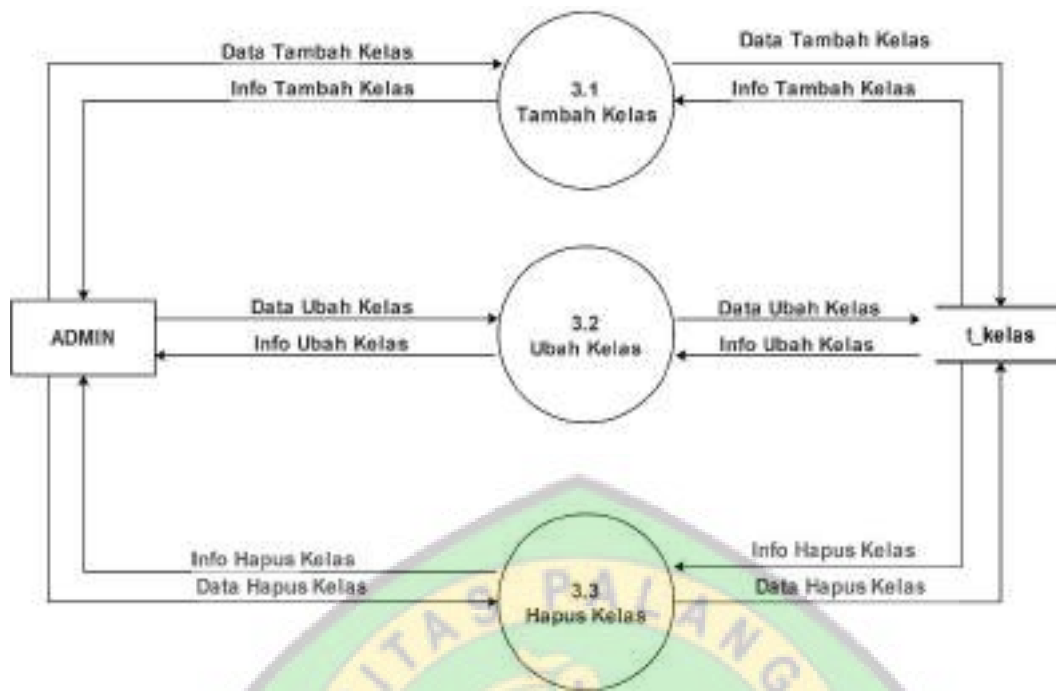 Data Tambah Kelas
Data Tambah Kelas
Info Tambah Kelas
3.1
Tambah Kelas
Info Tambah Kelas
ADMIN
Data Ubah Kelas
Info Ubah Kelas
3.2
Ubah Kelas
Data Ubah Kelas
Info Ubah Kelas
t_kelas
Info Hapus Kelas
Data Hapus Kelas
3.3
Hapus Kelas
Info Hapus Kelas
Data Hapus Kelas
ITAS PALANG